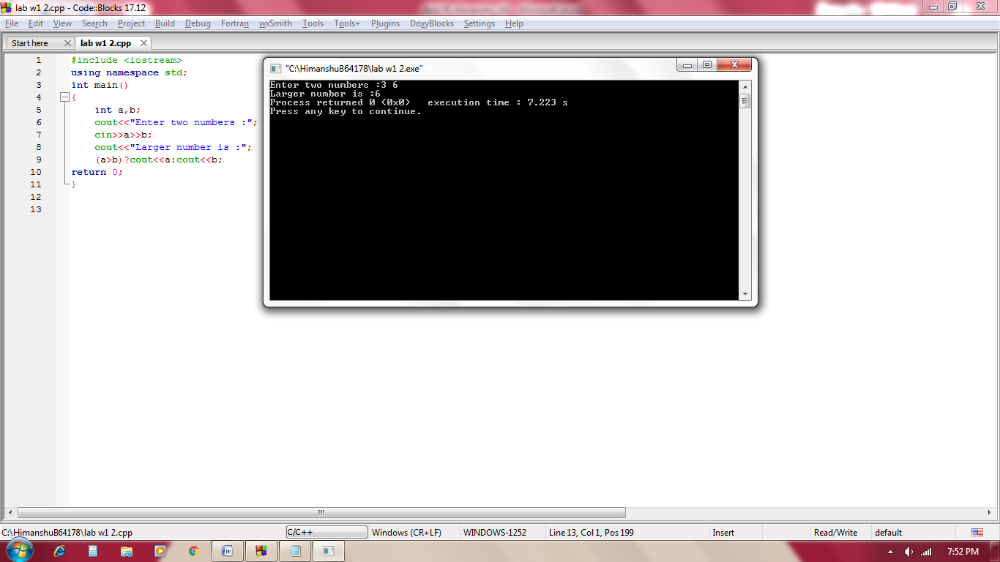 lab w1 2.cpp - Code::Blocks 17.12
File Edit View Search Project Build Debug Fortran wxSmith Tools Tools+ Plugins DoxyBlocks Settings Help
Start here lab w1 2.cpp
1 #include <iostream>
2 using namespace std;
3 int main()
4 {
5 int a,b;
6 cout<<"Enter two numbers :";
7 cin>>a>>b;
8 cout<<"Larger number is :";
9 (a>b)?cout<<a:cout<<b;
10 return 0;
11 }
12
13
"C:\HimanshuB64178\lab w1 2.exe"
Enter two numbers :3 6
Larger number is :6
Process returned 0 (0x0)   execution time : 7.223 s
Press any key to continue.
C:\HimanshuB64178\lab w1 2.cpp C/C++ Windows (CR+LF) WINDOWS-1252 Line 13, Col 1, Pos 199 Insert Read/Write default
7:52 PM